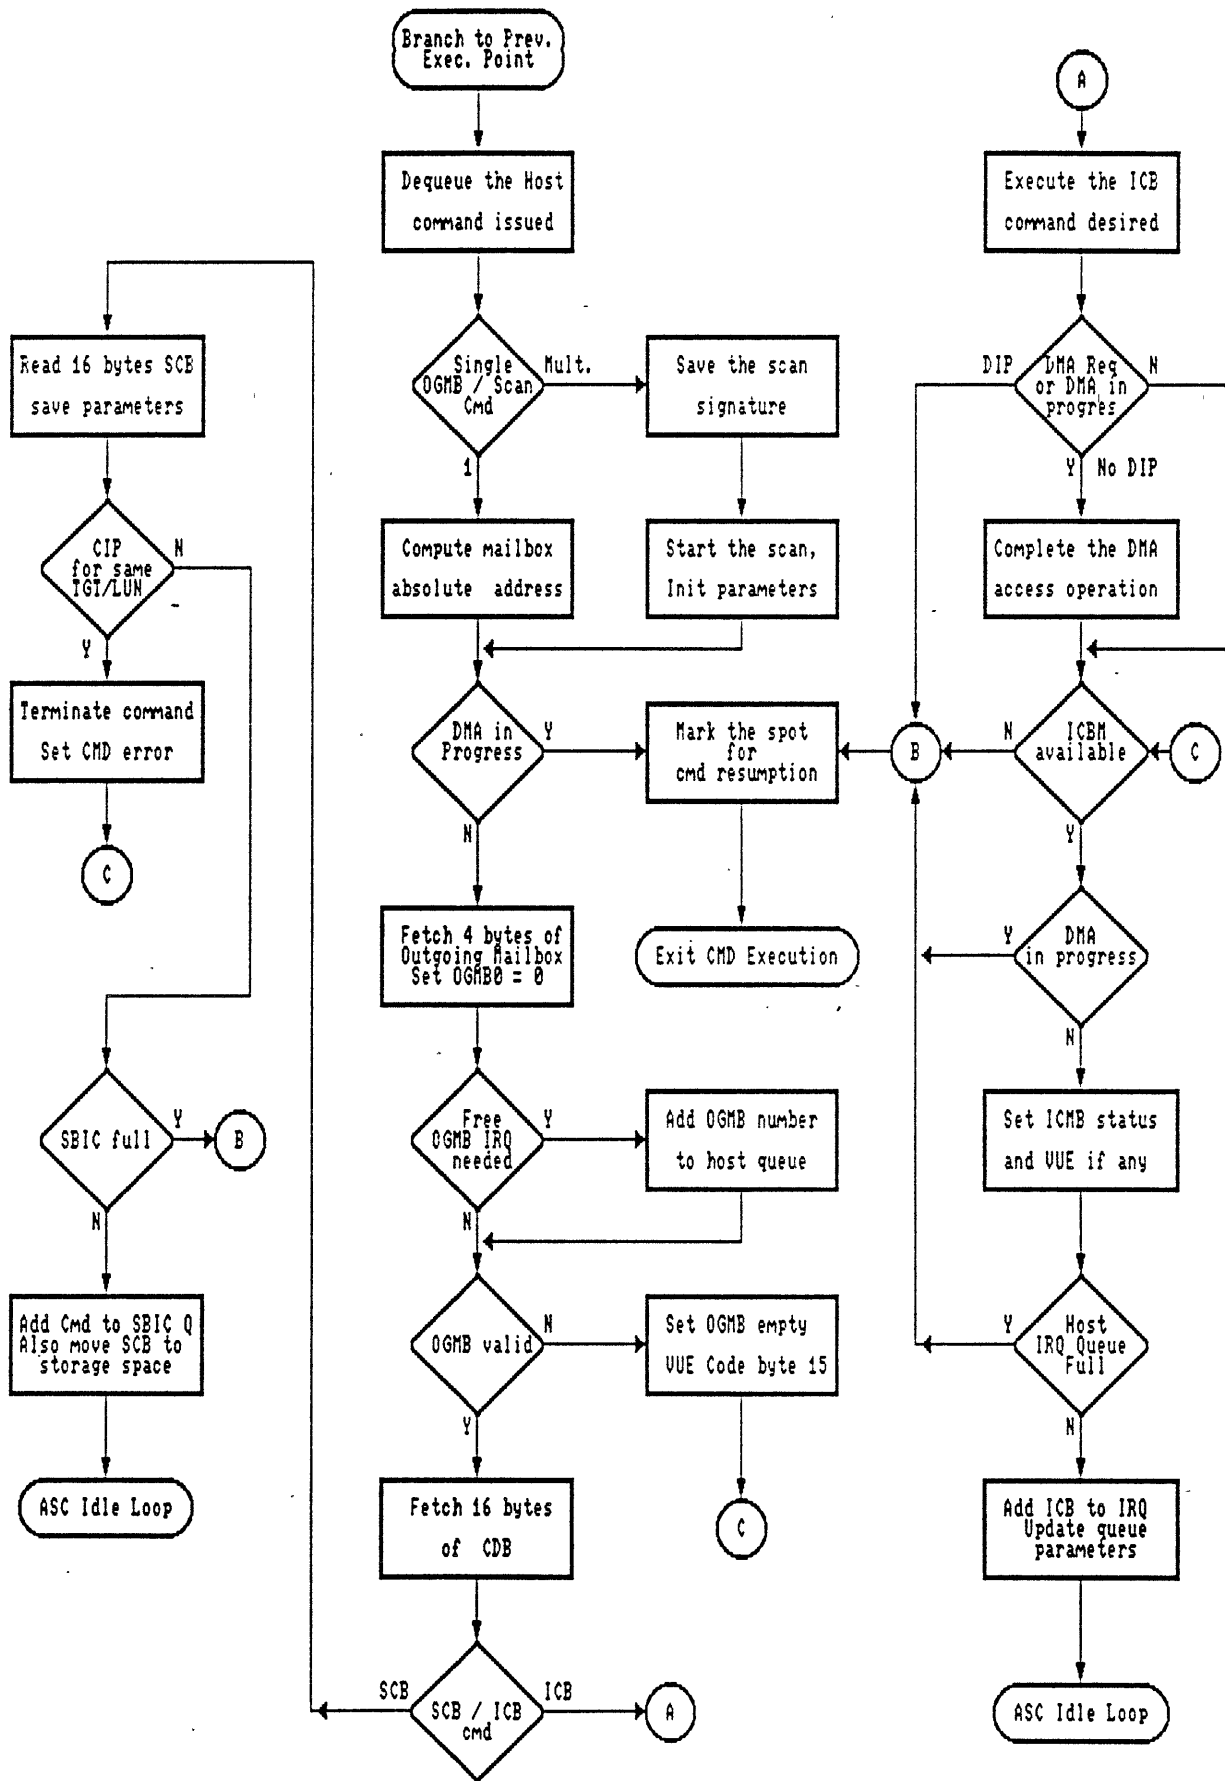 Branch to Prev.
Exec. Point
A
Dequeue the Host
command issued
Execute the ICB
command desired
Read 16 bytes SCB
save parameters
Single
OGMB / Scan
Cmd
Mult.
1
Save the scan
signature
DIP
DMA Req
or DMA in
progres
N
Y
No DIP
CIP
for same
TGT/LUN
N
Y
Compute mailbox
absolute address
Start the scan,
Init parameters
Complete the DMA
access operation
Terminate command
Set CMD error
DMA in
Progress
Y
N
Mark the spot
for
cmd resumption
B
N
ICBM
available
Y
C
C
Fetch 4 bytes of
Outgoing Mailbox
Set OGMB0 = 0
Exit CMD Execution
Y
DMA
in progress
N
SBIC full
Y
N
B
Free
OGMB IRQ
needed
Y
N
Add OGMB number
to host queue
Set ICMB status
and VUE if any
Add Cmd to SBIC Q
Also move SCB to
storage space
OGMB valid
N
Y
Set OGMB empty
VUE Code byte 15
Y
Host
IRQ Queue
Full
N
ASC Idle Loop
Fetch 16 bytes
of CDB
C
Add ICB to IRQ
Update queue
parameters
SCB
SCB / ICB
cmd
ICB
A
ASC Idle Loop